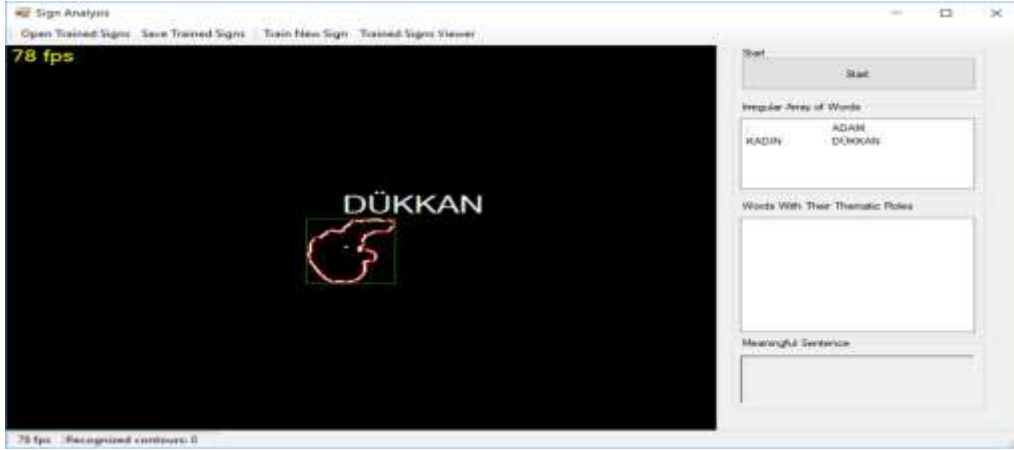 Sign Analysis
Open Trained Signs Save Trained Signs Train New Sign Trained Signs Viewer
78 fps
Start
Start
Irregular Array of Words
ADAM
KADIN DÜKKAN
DÜKKAN
Words With Their Thematic Roles
Meaningful Sentence
78 fps Recognized contours: 0